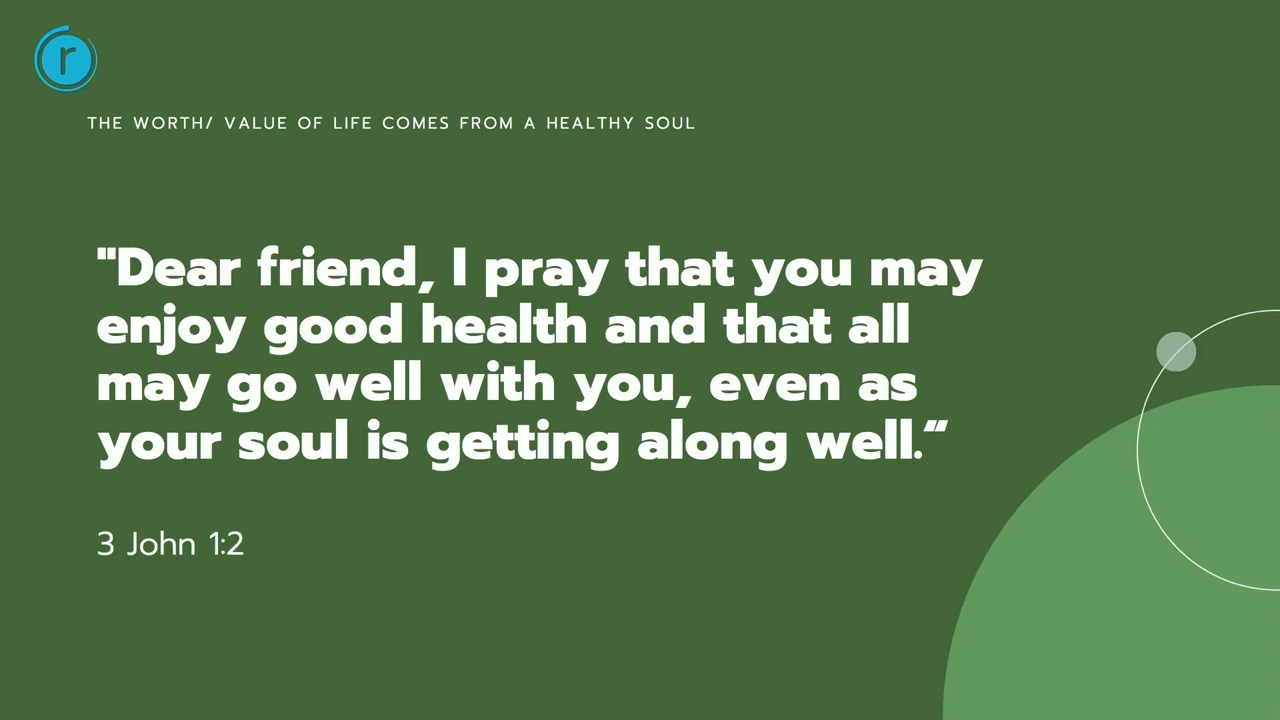 r
THE WORTH/ VALUE OF LIFE COMES FROM A HEALTHY SOUL
"Dear friend, I pray that you may
enjoy good health and that all
may go well with you, even as
your soul is getting along well.”
3 John 1:2